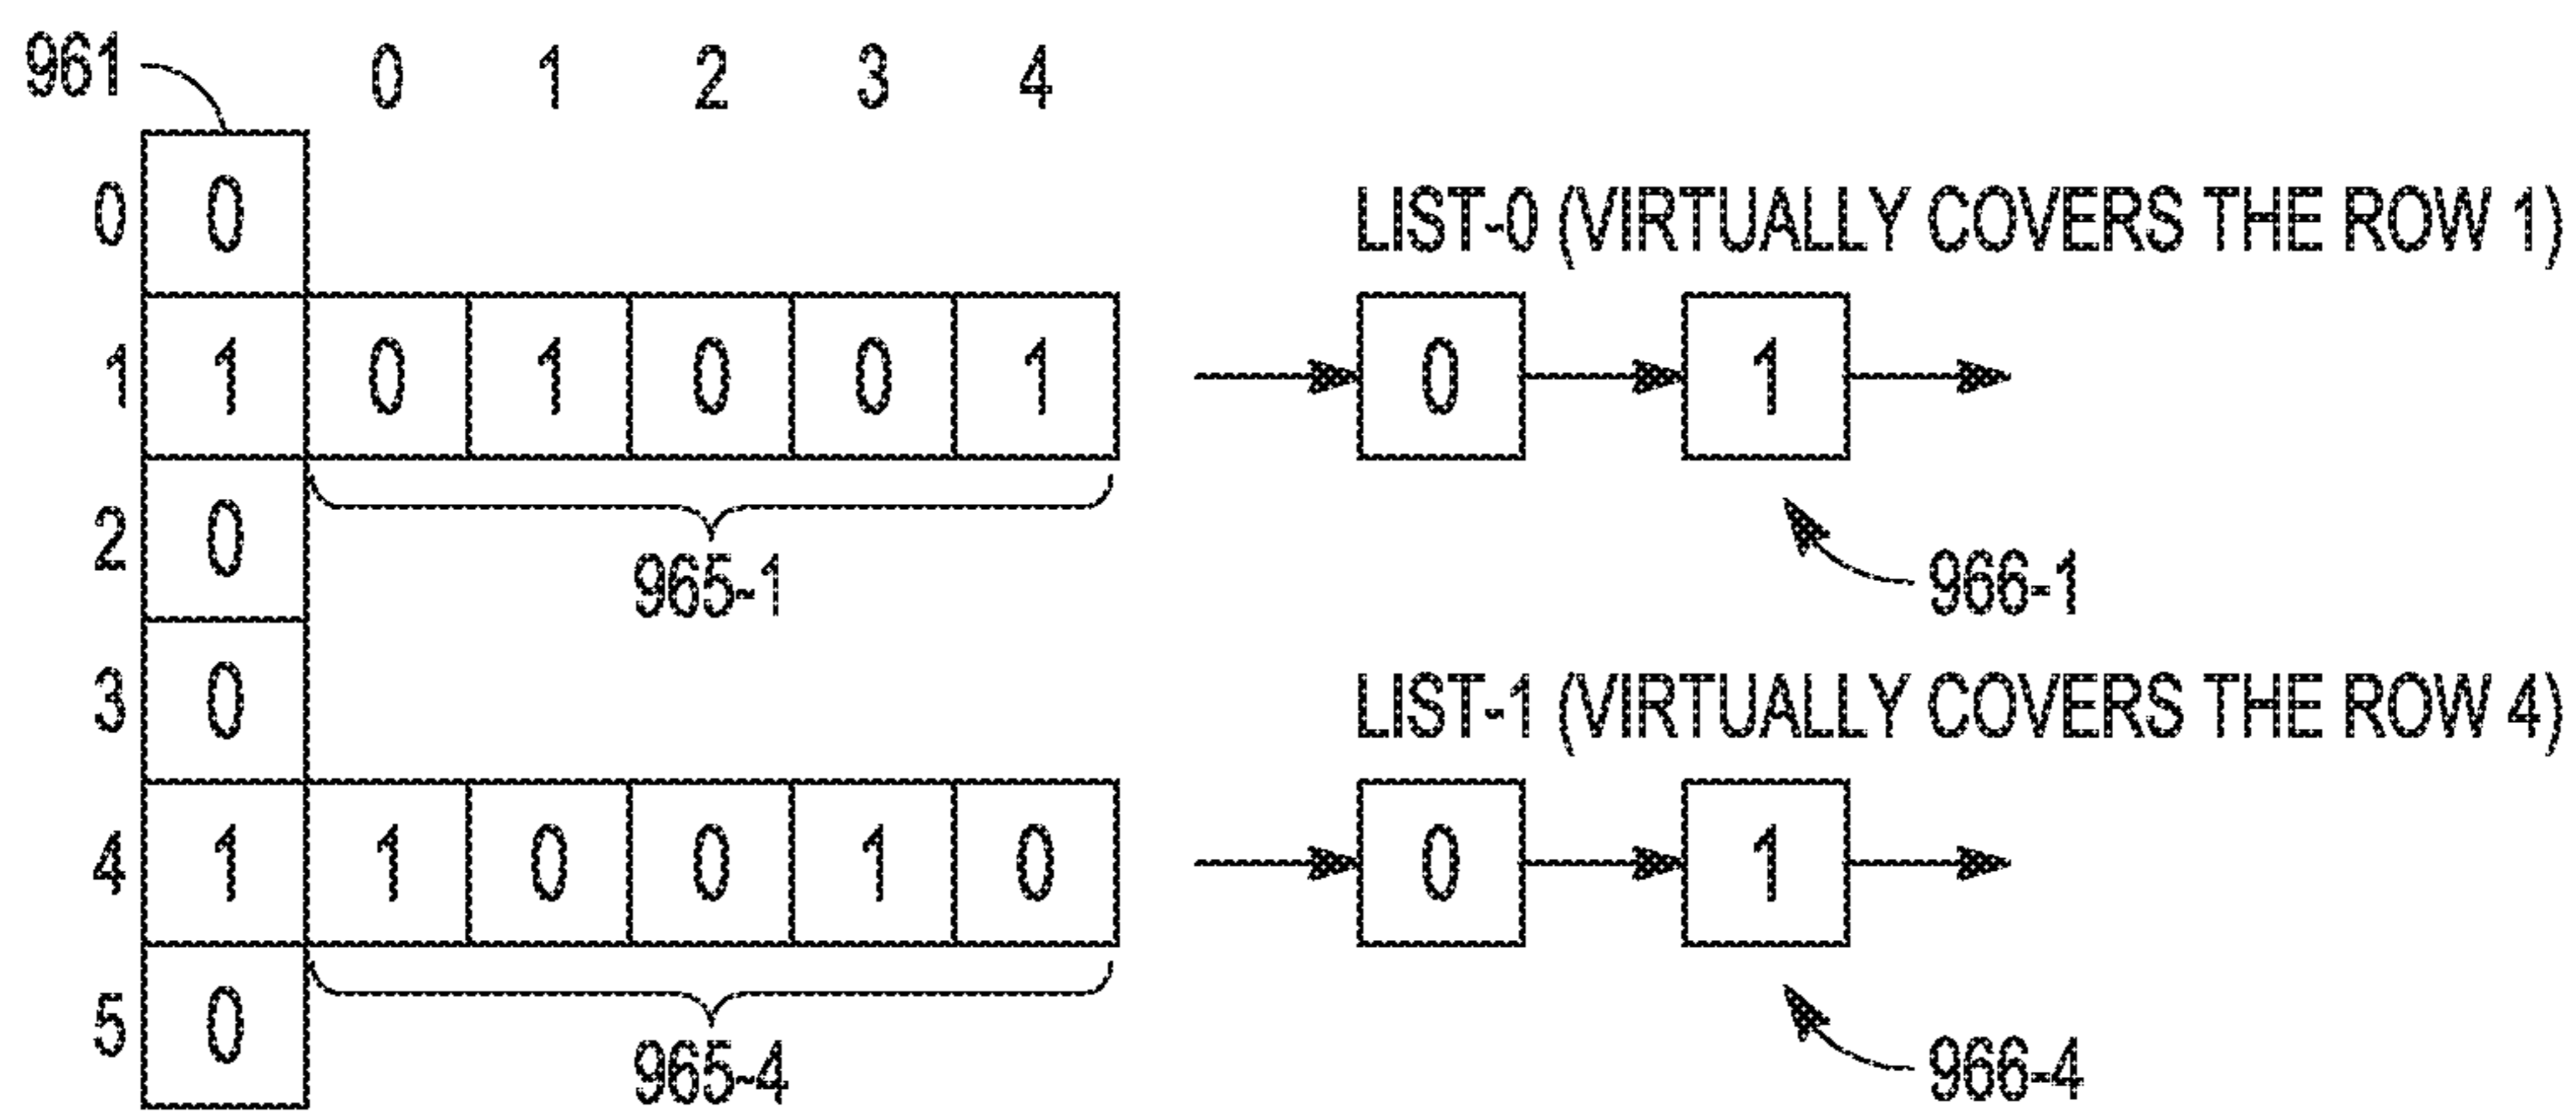 961 0 1 2 3 4
0 0 LIST-0 (VIRTUALLY COVERS THE ROW 1)
1 1 0 1 0 0 1 0 1
2 0 965-1 966-1
3 0 LIST-1 (VIRTUALLY COVERS THE ROW 4)
4 1 1 0 0 1 0 0 1
5 0 965-4 966-4